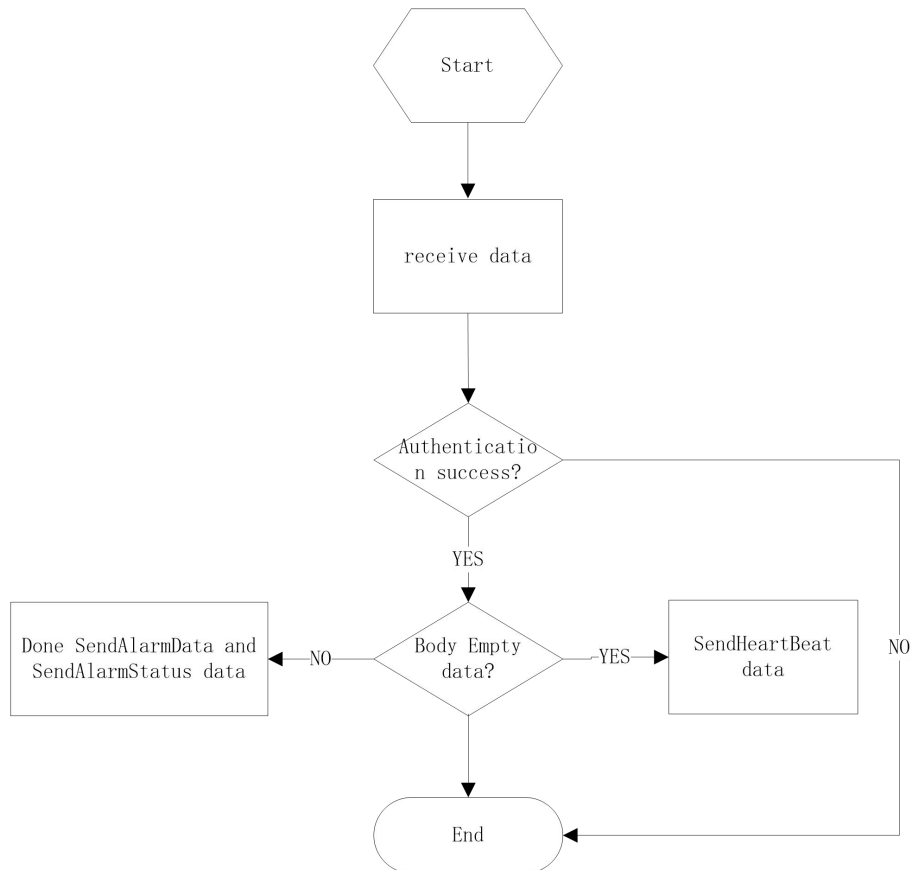 Start
receive data
Authenticatio
n success?
YES
Done SendAlarmData and
SendAlarmStatus data
NO
Body Empty
data?
YES
SendHeartBeat
data
NO
End